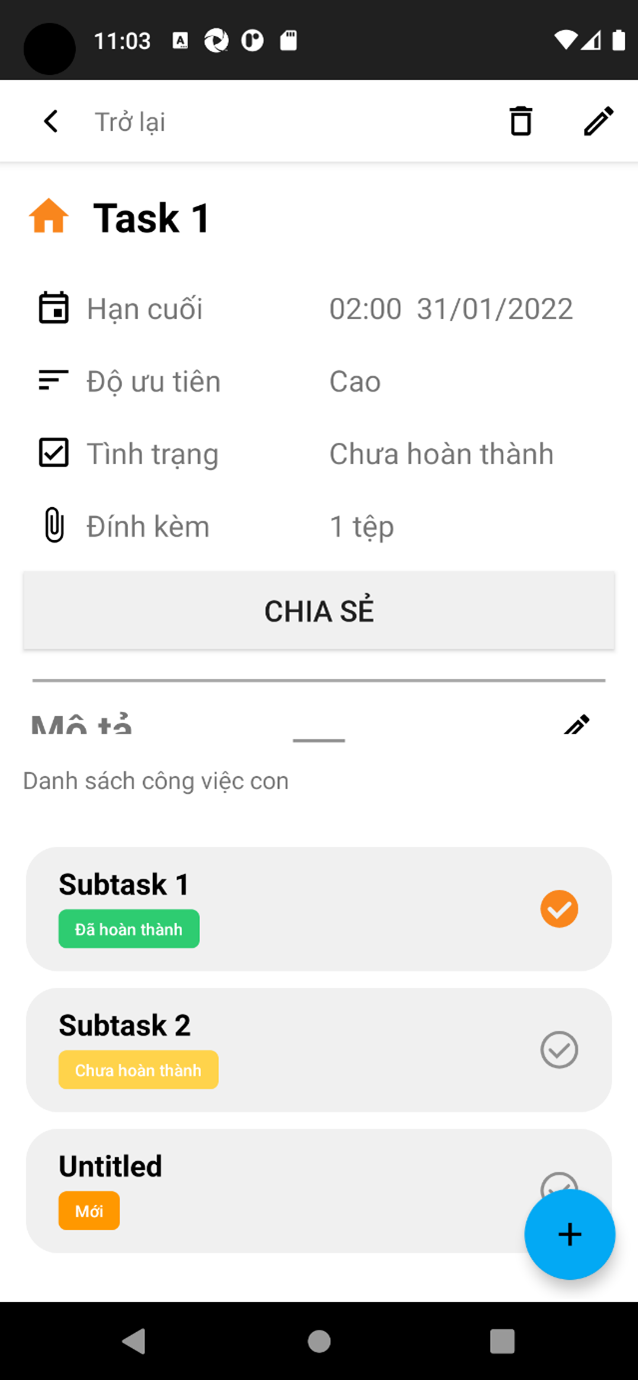 11:03
Trở lại
Task 1
Hạn cuối 02:00 31/01/2022
Độ ưu tiên Cao
Tình trạng Chưa hoàn thành
Đính kèm 1 tệp
CHIA SẺ
Mô tả
Danh sách công việc con
Subtask 1
Đã hoàn thành
Subtask 2
Chưa hoàn thành
Untitled
Mới